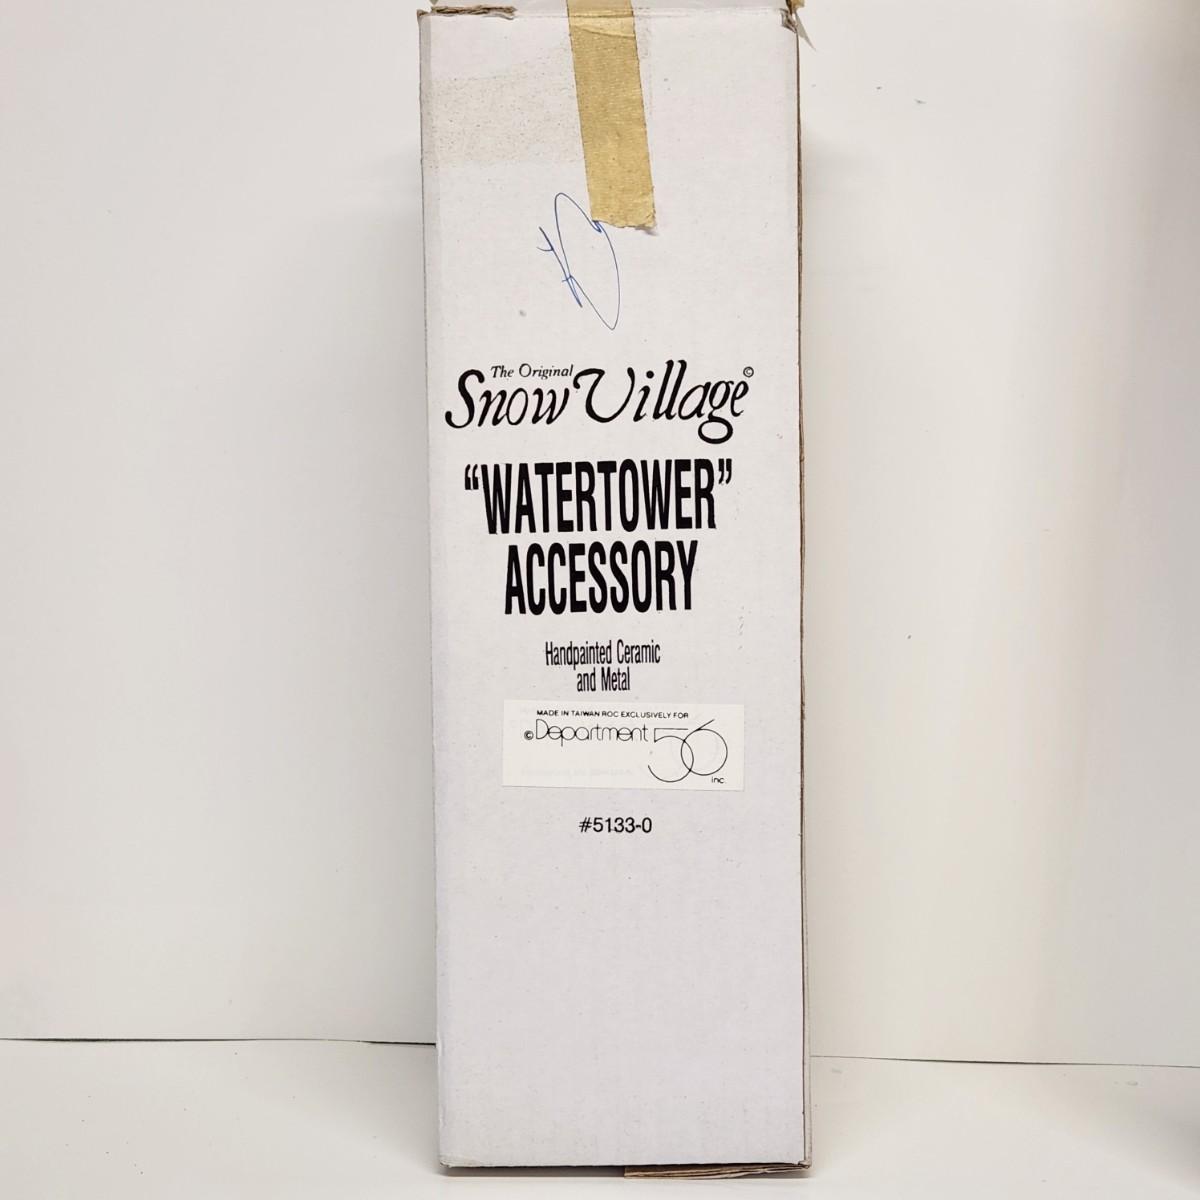 The Original
Snow Village©
“WATERTOWER”
ACCESSORY
Handpainted Ceramic
and Metal
MADE IN TAIWAN ROC EXCLUSIVELY FOR
©Department 56
inc.
#5133-0